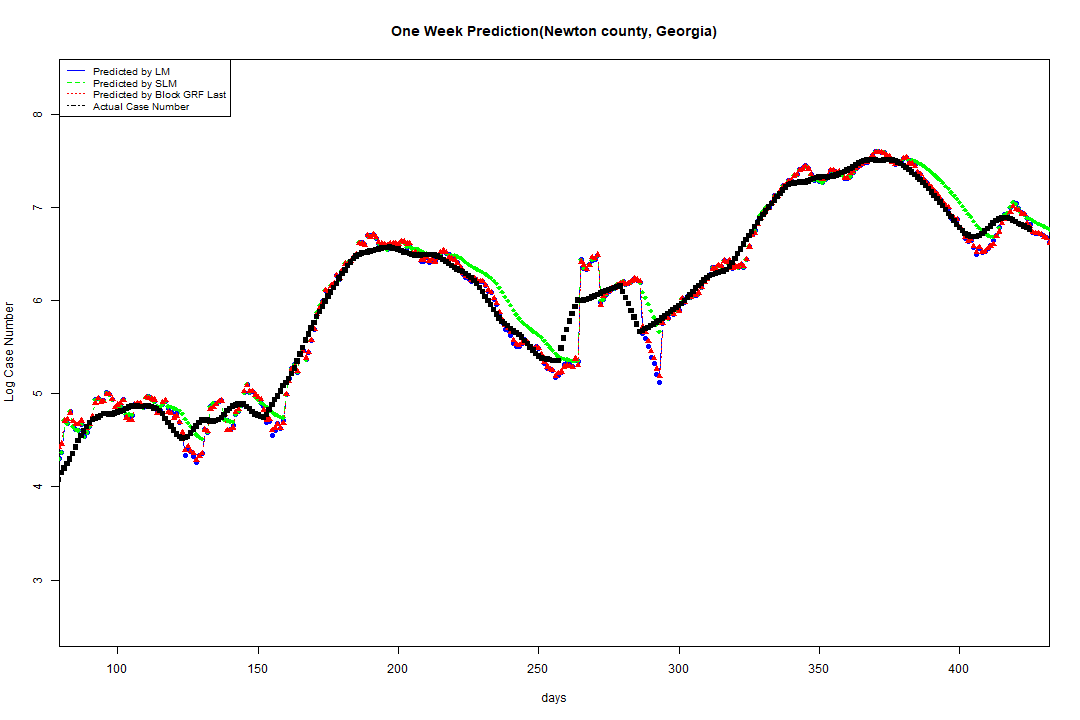 One Week Prediction(Newton county, Georgia)
Predicted by LM
Predicted by SLM
Predicted by Block GRF Last
Actual Case Number
8
7
6
5
4
3
Log Case Number
100 150 200 250 300 350 400
days